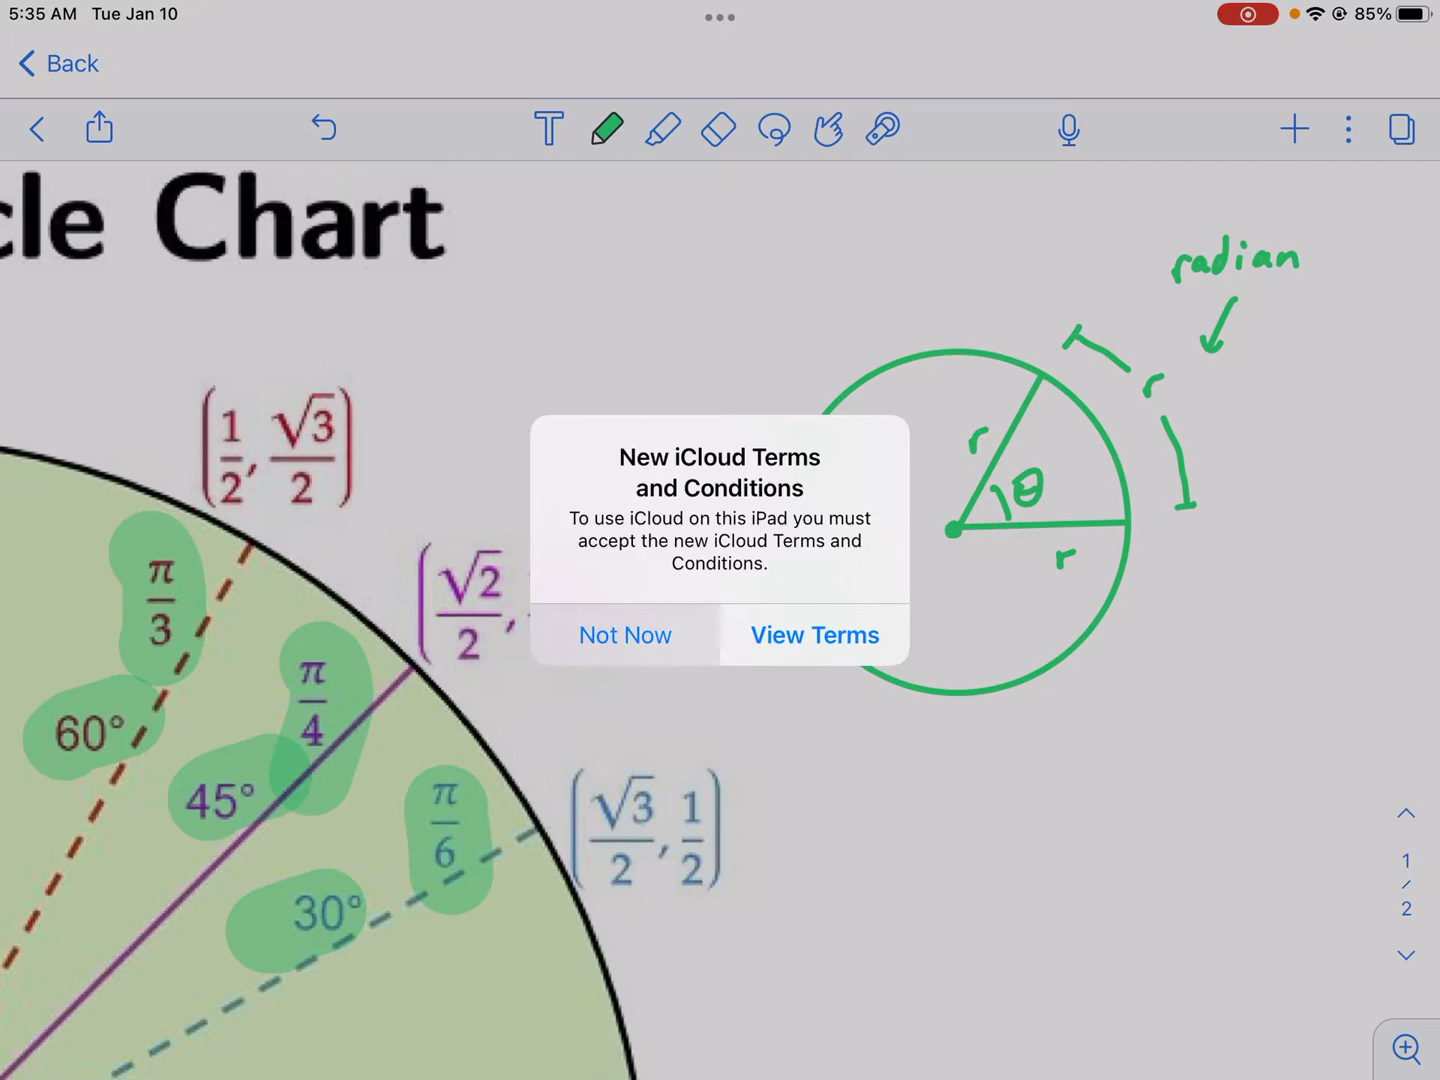 5:35 AM Tue Jan 10
85%
Back
T
cle Chart
radian
r
r
θ
r
(1/2, √3/2)
π/3
60°
(√2/2,
π/4
45°
π/6
30°
(√3/2, 1/2)
New iCloud Terms
and Conditions
To use iCloud on this iPad you must
accept the new iCloud Terms and
Conditions.
Not Now
View Terms
1
/
2